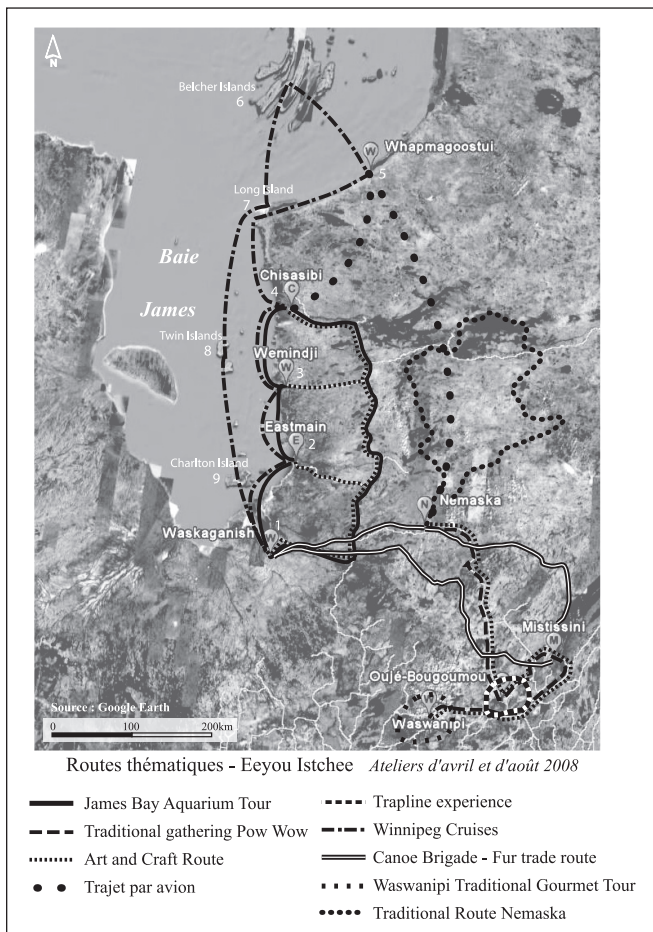 Belcher Islands
6
W
Whapmagoostui
5
Long Island
7
Baie
James
Chisasibi
4
C
Twin Islands
8
Wemindji
W
3
Eastmain
E
2
Charlton Island
9
Nemaska
N
Waskaganish
1
W
Mistissini
M
Oujé-Bougoumou
Waswanipi
Source : Google Earth
0 100 200km
Routes thématiques - Eeyou Istchee Ateliers d'avril et d'août 2008
James Bay Aquarium Tour
Traditional gathering Pow Wow
Art and Craft Route
Trajet par avion
Trapline experience
Winnipeg Cruises
Canoe Brigade - Fur trade route
Waswanipi Traditional Gourmet Tour
Traditional Route Nemaska